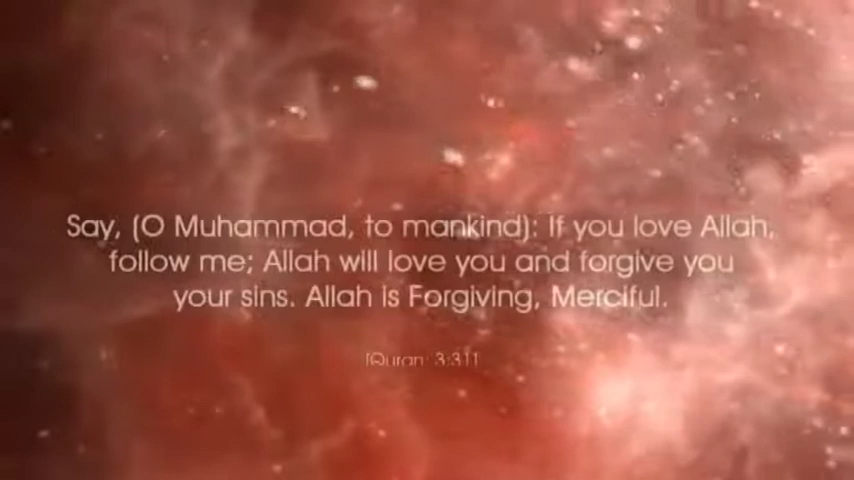 Say, (O Muhammad, to mankind): If you love Allah,
follow me; Allah will love you and forgive you
your sins. Allah is Forgiving, Merciful.
[Quran: 3:31]